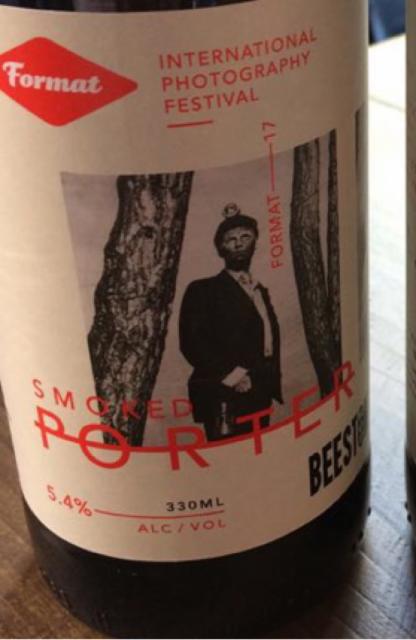 Format
INTERNATIONAL
PHOTOGRAPHY
FESTIVAL
FORMAT—17
SMOKED
PORTER
5.4%
330ML
ALC / VOL